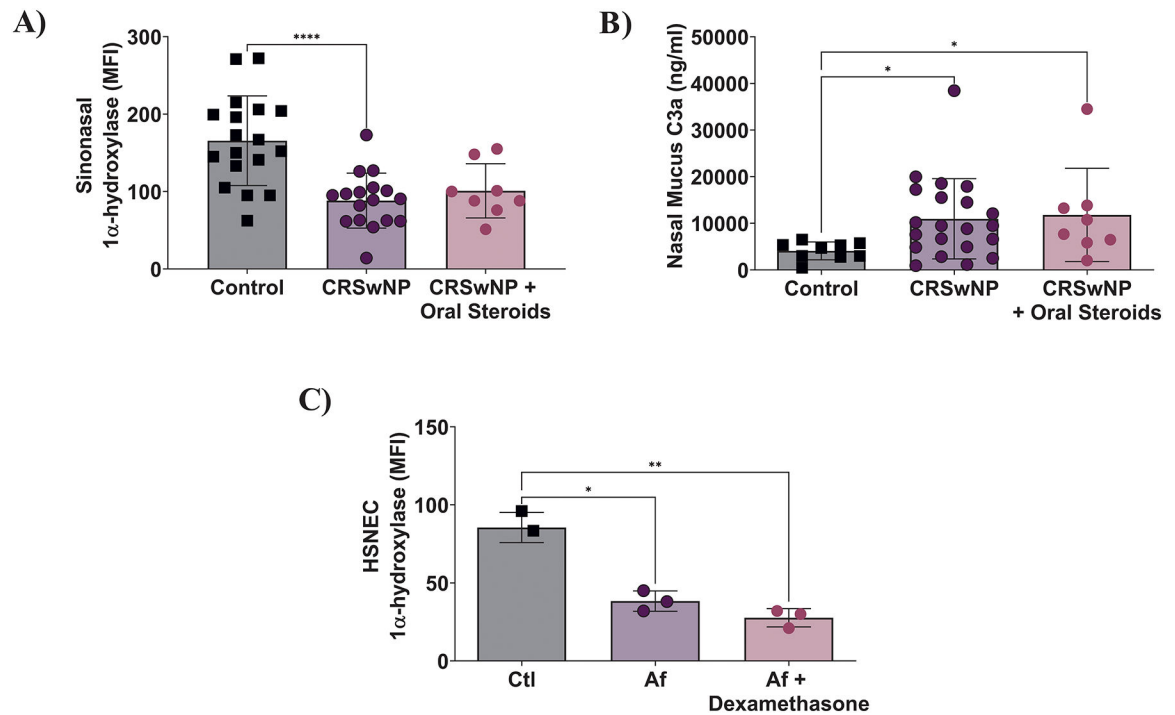 A)
Sinonasal
1α-hydroxylase (MFI)
300
200
100
0
****
Control
CRSwNP
CRSwNP +
Oral Steroids
B)
Nasal Mucus C3a (ng/ml)
50000
40000
30000
20000
10000
0
*
*
Control
CRSwNP
CRSwNP
+ Oral Steroids
C)
HSNEC
1α-hydroxylase (MFI)
150
100
50
0
**
*
Ctl
Af
Af +
Dexamethasone